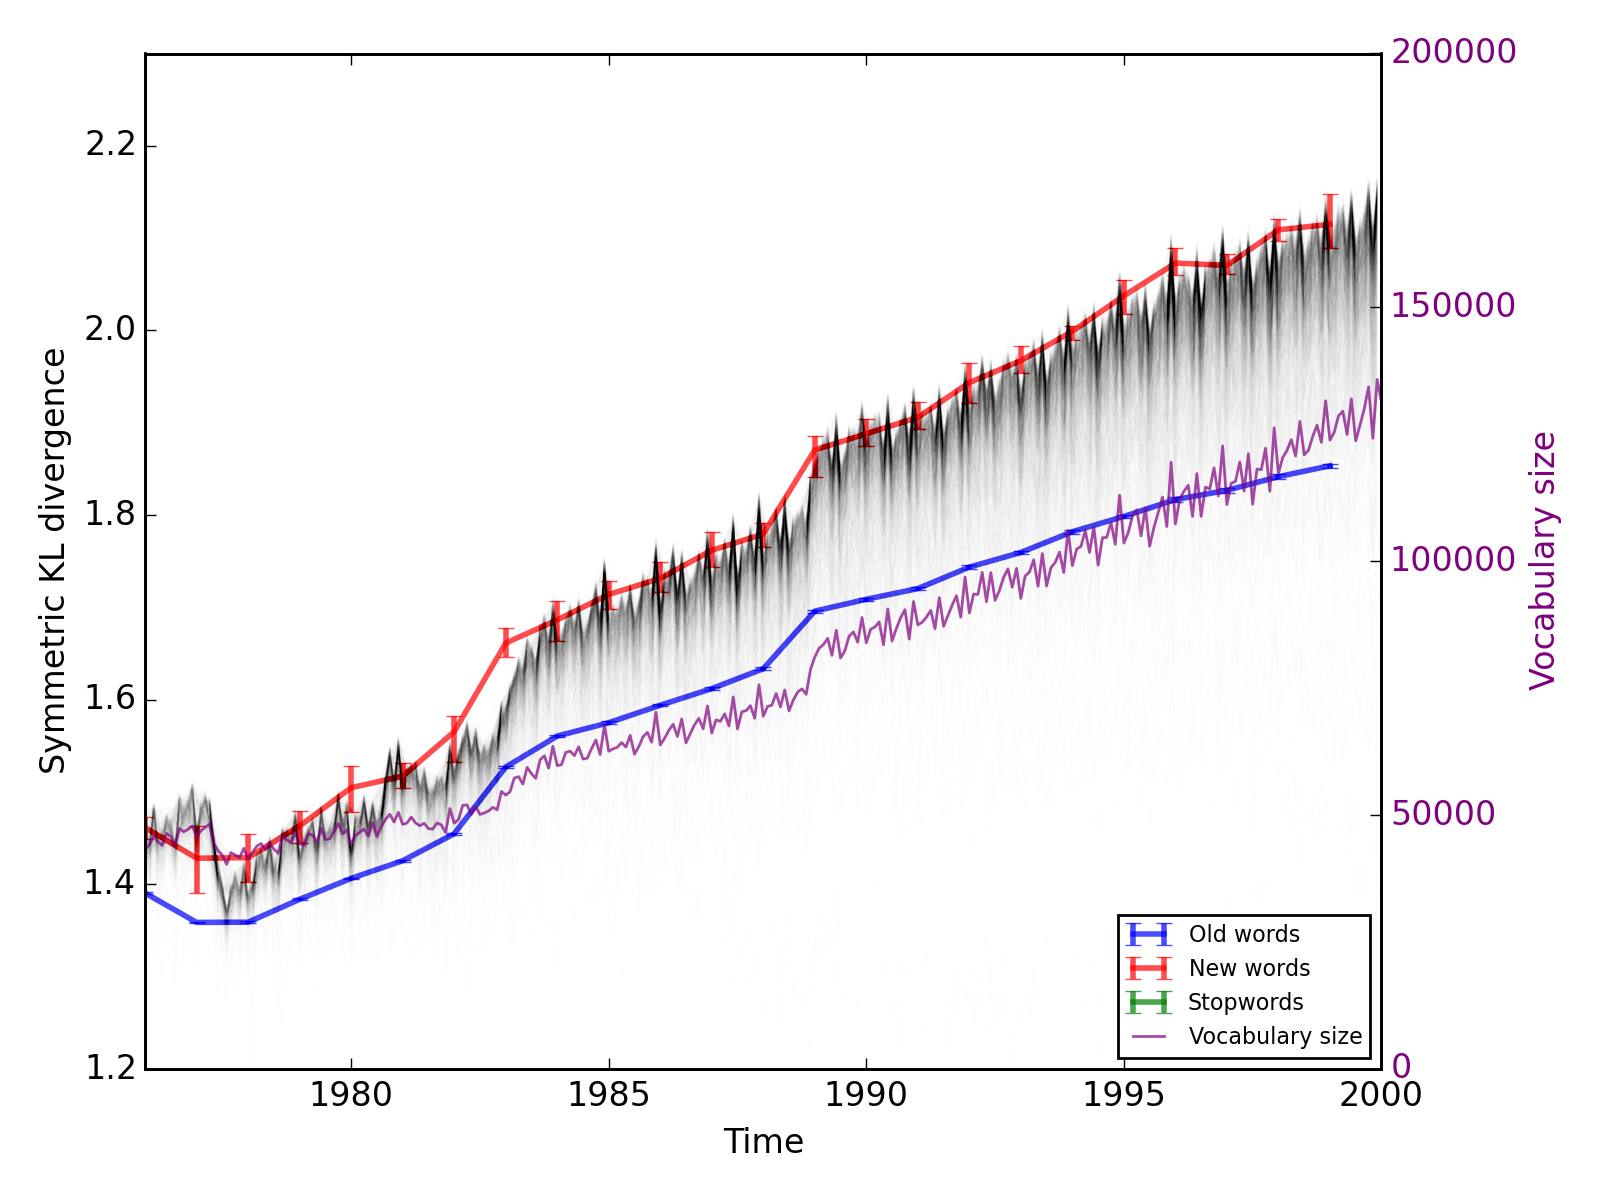 200000
2.2
2.0
150000
1.8
100000
1.6
1.4
50000
1.2
0
Symmetric KL divergence
Vocabulary size
Old words
New words
Stopwords
Vocabulary size
1980
1985
1990
1995
2000
Time